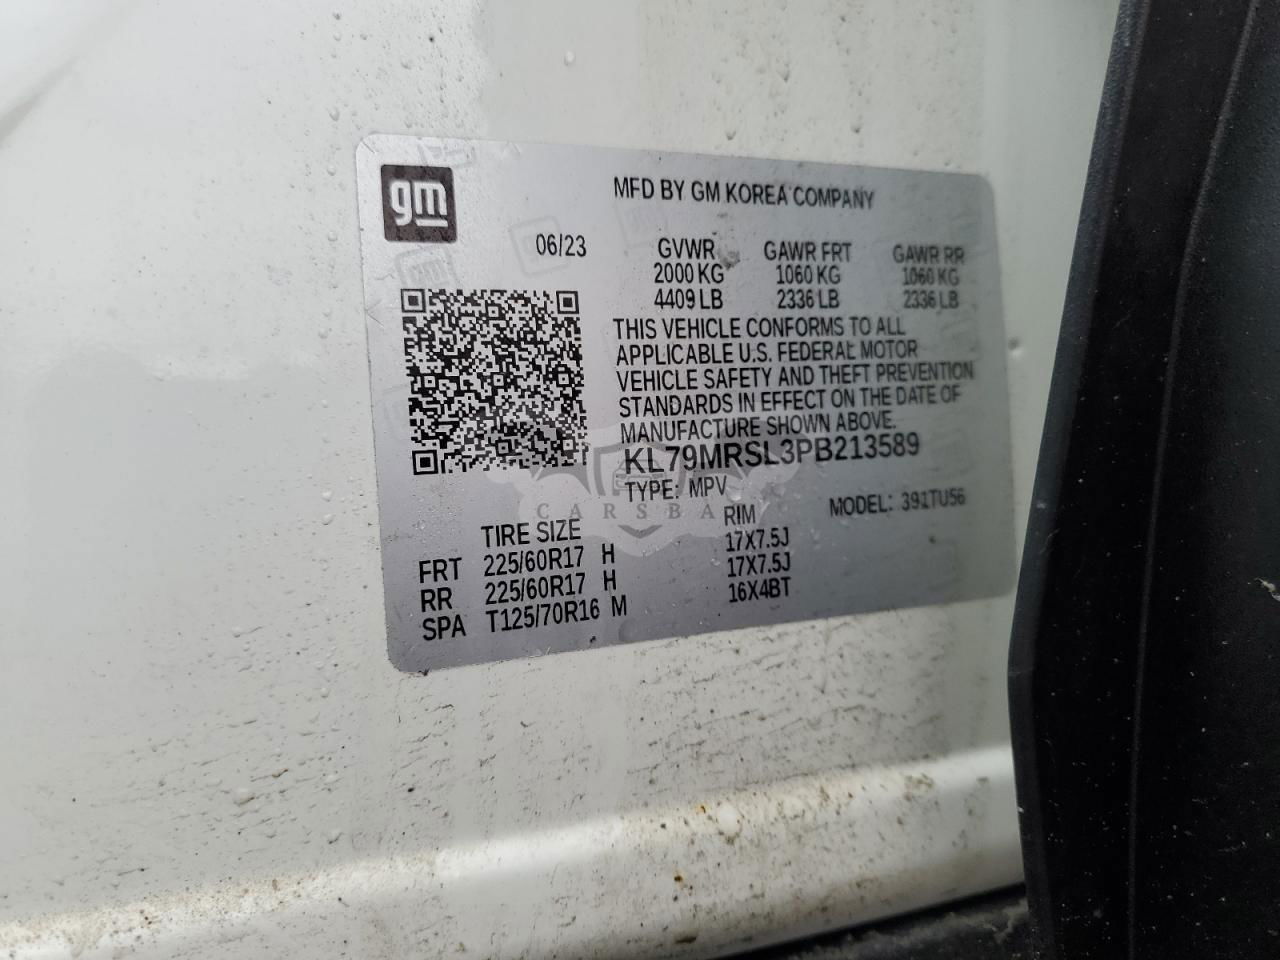 gm
MFD BY GM KOREA COMPANY
06/23
GVWR GAWR FRT GAWR RR
2000 KG 1060 KG 1060 KG
4409 LB 2336 LB 2336 LB
THIS VEHICLE CONFORMS TO ALL
APPLICABLE U.S. FEDERAL MOTOR
VEHICLE SAFETY AND THEFT PREVENTION
STANDARDS IN EFFECT ON THE DATE OF
MANUFACTURE SHOWN ABOVE.
KL79MRSL3PB213589
TYPE: MPV MODEL: 391TU56
CARSBA
TIRE SIZE RIM
FRT 225/60R17 H 17X7.5J
RR 225/60R17 H 17X7.5J
SPA T125/70R16 M 16X4BT